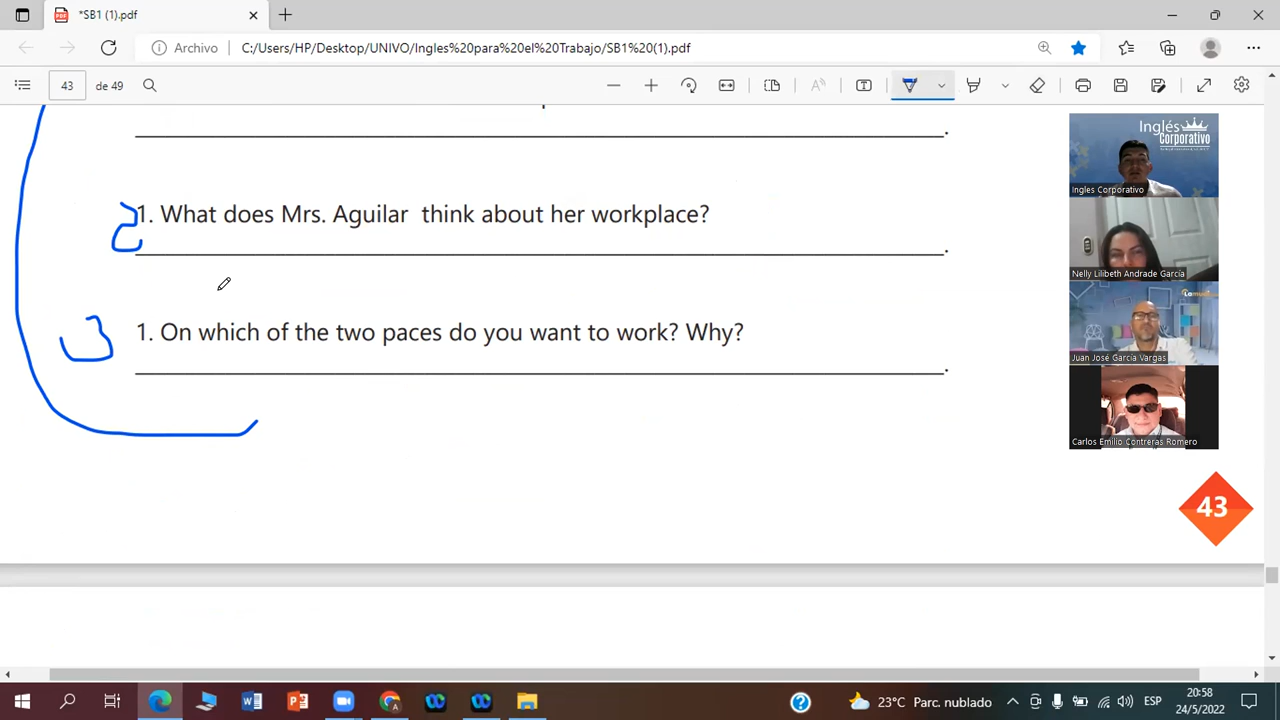 *SB1 (1).pdf
Archivo
C:/Users/HP/Desktop/UNIVO/Ingles%20para%20el%20Trabajo/SB1%20(1).pdf
43
de 49
2
1. What does Mrs. Aguilar think about her workplace?
3
1. On which of the two paces do you want to work? Why?
43
Inglés
Corporativo
Ingles Corporativo
Nelly Lilibeth Andrade García
Juan José García Vargas
Carlos Emilio Contreras Romero
23°C Parc. nublado
ESP
20:58
24/5/2022